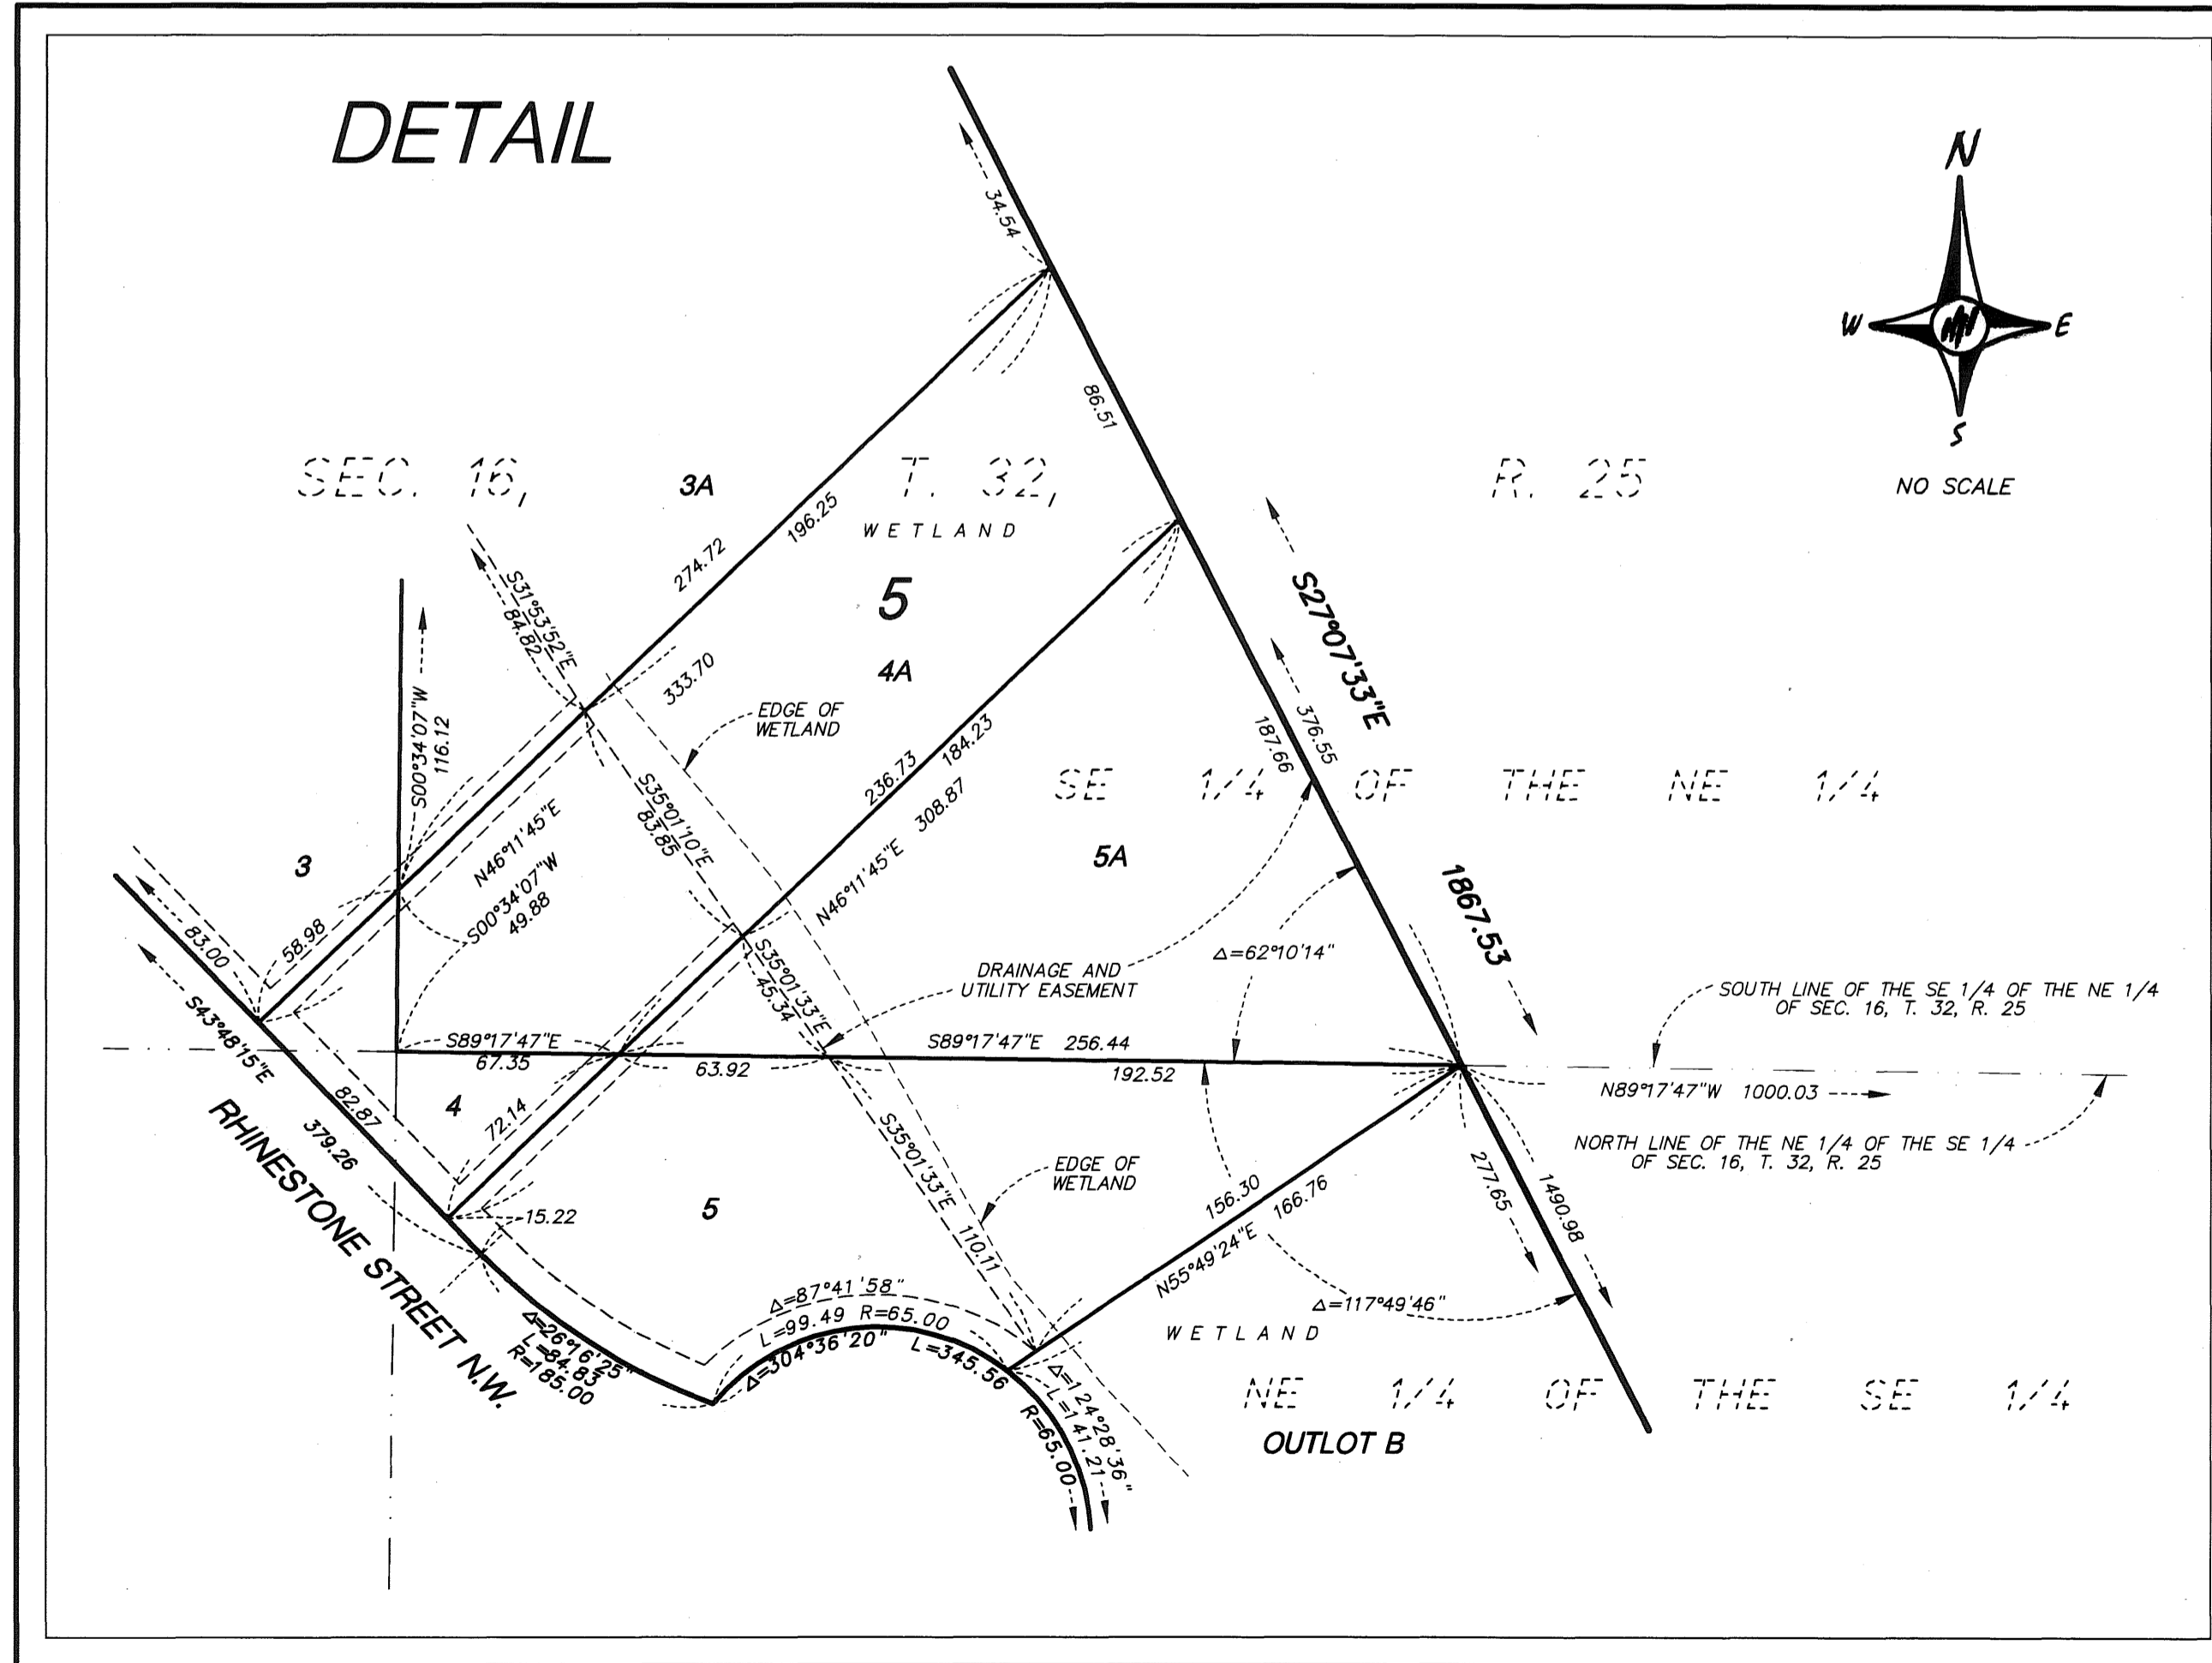 DETAIL
N
W
E
S
NO SCALE
34.54
86.51
SEC. 16,
3A
T. 32,
R. 25
WETLAND
196.25
274.72
5
4A
333.70
S31°53'52"E
84.82
EDGE OF
WETLAND
S27°07'33"E
376.55
187.66
S00°34'07"W
116.12
S35°01'10"E
83.85
236.73
184.23
SE 1/4 OF THE NE 1/4
N46°11'45"E
N46°11'45"E 308.87
3
5A
S00°34'07"W
49.88
1867.53
58.98
83.00
S43°48'15"E
S35°01'33"E
45.34
DRAINAGE AND
UTILITY EASEMENT
Δ=62°10'14"
SOUTH LINE OF THE SE 1/4 OF THE NE 1/4
OF SEC. 16, T. 32, R. 25
S89°17'47"E
67.35
63.92
S89°17'47"E 256.44
192.52
N89°17'47"W 1000.03
82.87
4
72.14
379.26
RHINESTONE STREET N.W.
S35°01'33"E 110.11
NORTH LINE OF THE NE 1/4 OF THE SE 1/4
OF SEC. 16, T. 32, R. 25
EDGE OF
WETLAND
277.65
1490.98
5
15.22
156.30
N55°49'24"E 166.76
Δ=87°41'58"
L=99.49 R=65.00
Δ=304°36'20" L=345.56
R=65.00
Δ=26°16'25"
L=84.83
R=185.00
Δ=117°49'46"
WETLAND
Δ=124°28'36"
L=141.21
NE 1/4 OF THE SE 1/4
OUTLOT B